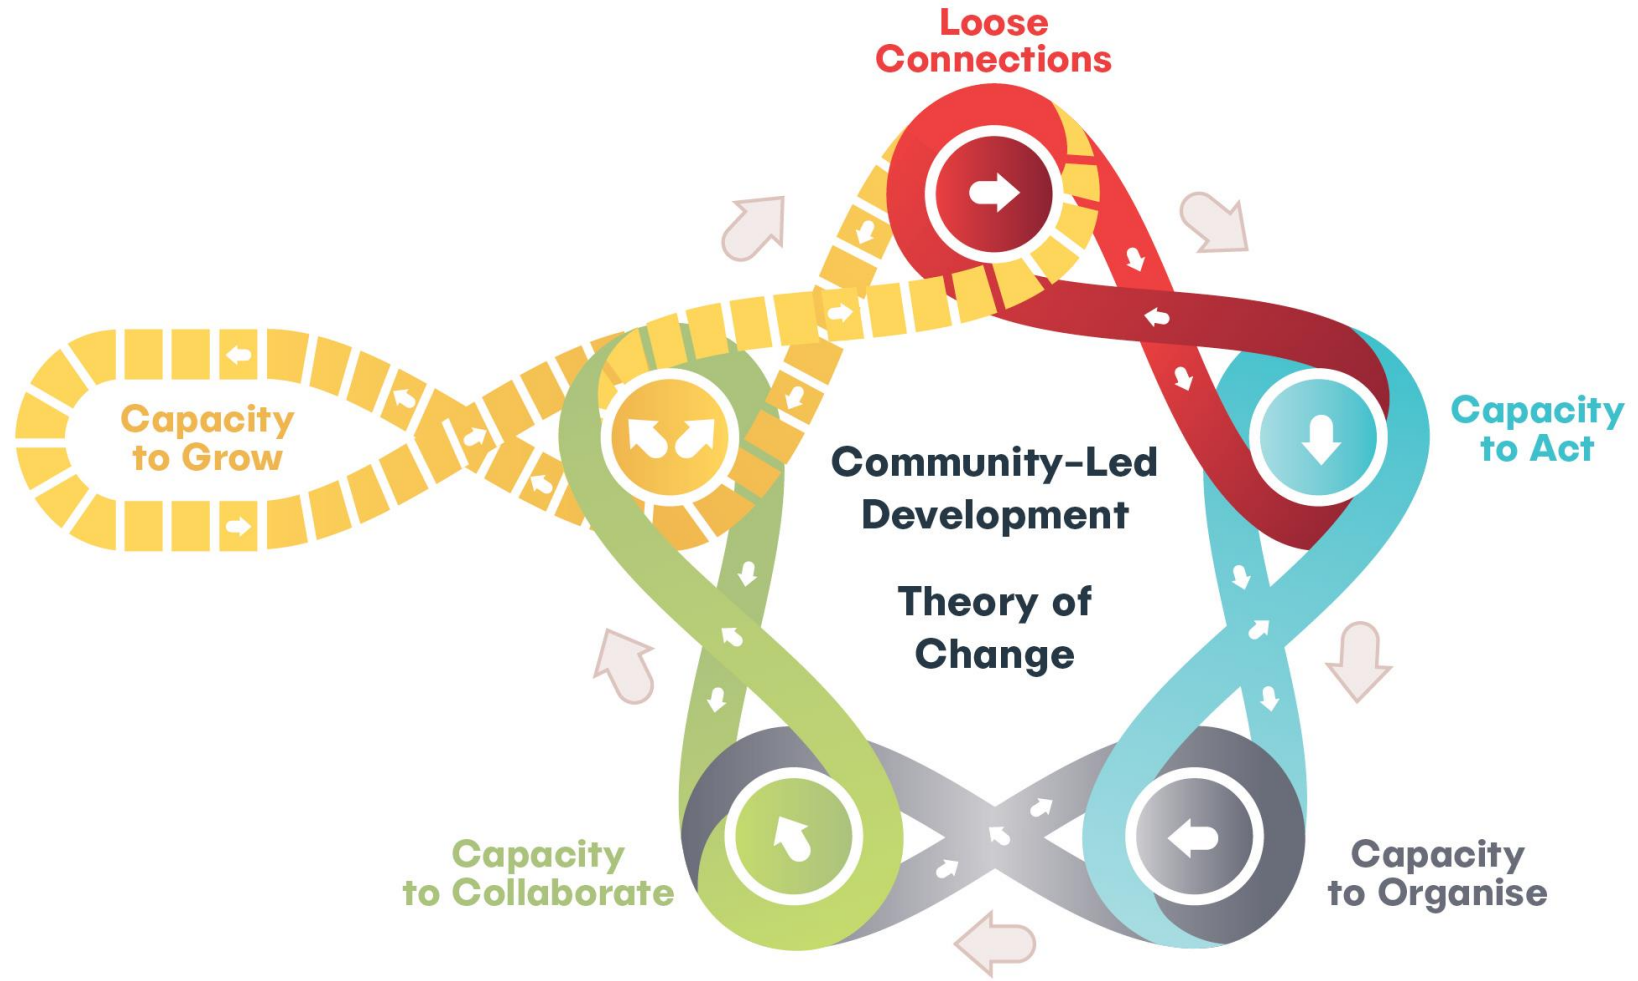 Loose
Connections
Capacity
to Grow
Capacity
to Act
Community-Led
Development
Theory of
Change
Capacity
to Collaborate
Capacity
to Organise